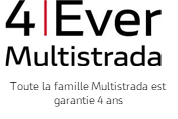 4 | Ever
Multistrada
Toute la famille Multistrada est
garantie 4 ans